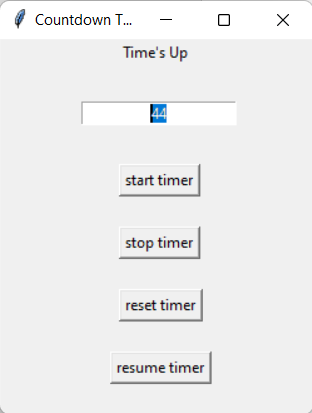 Countdown T...
Time's Up
44
start timer
stop timer
reset timer
resume timer